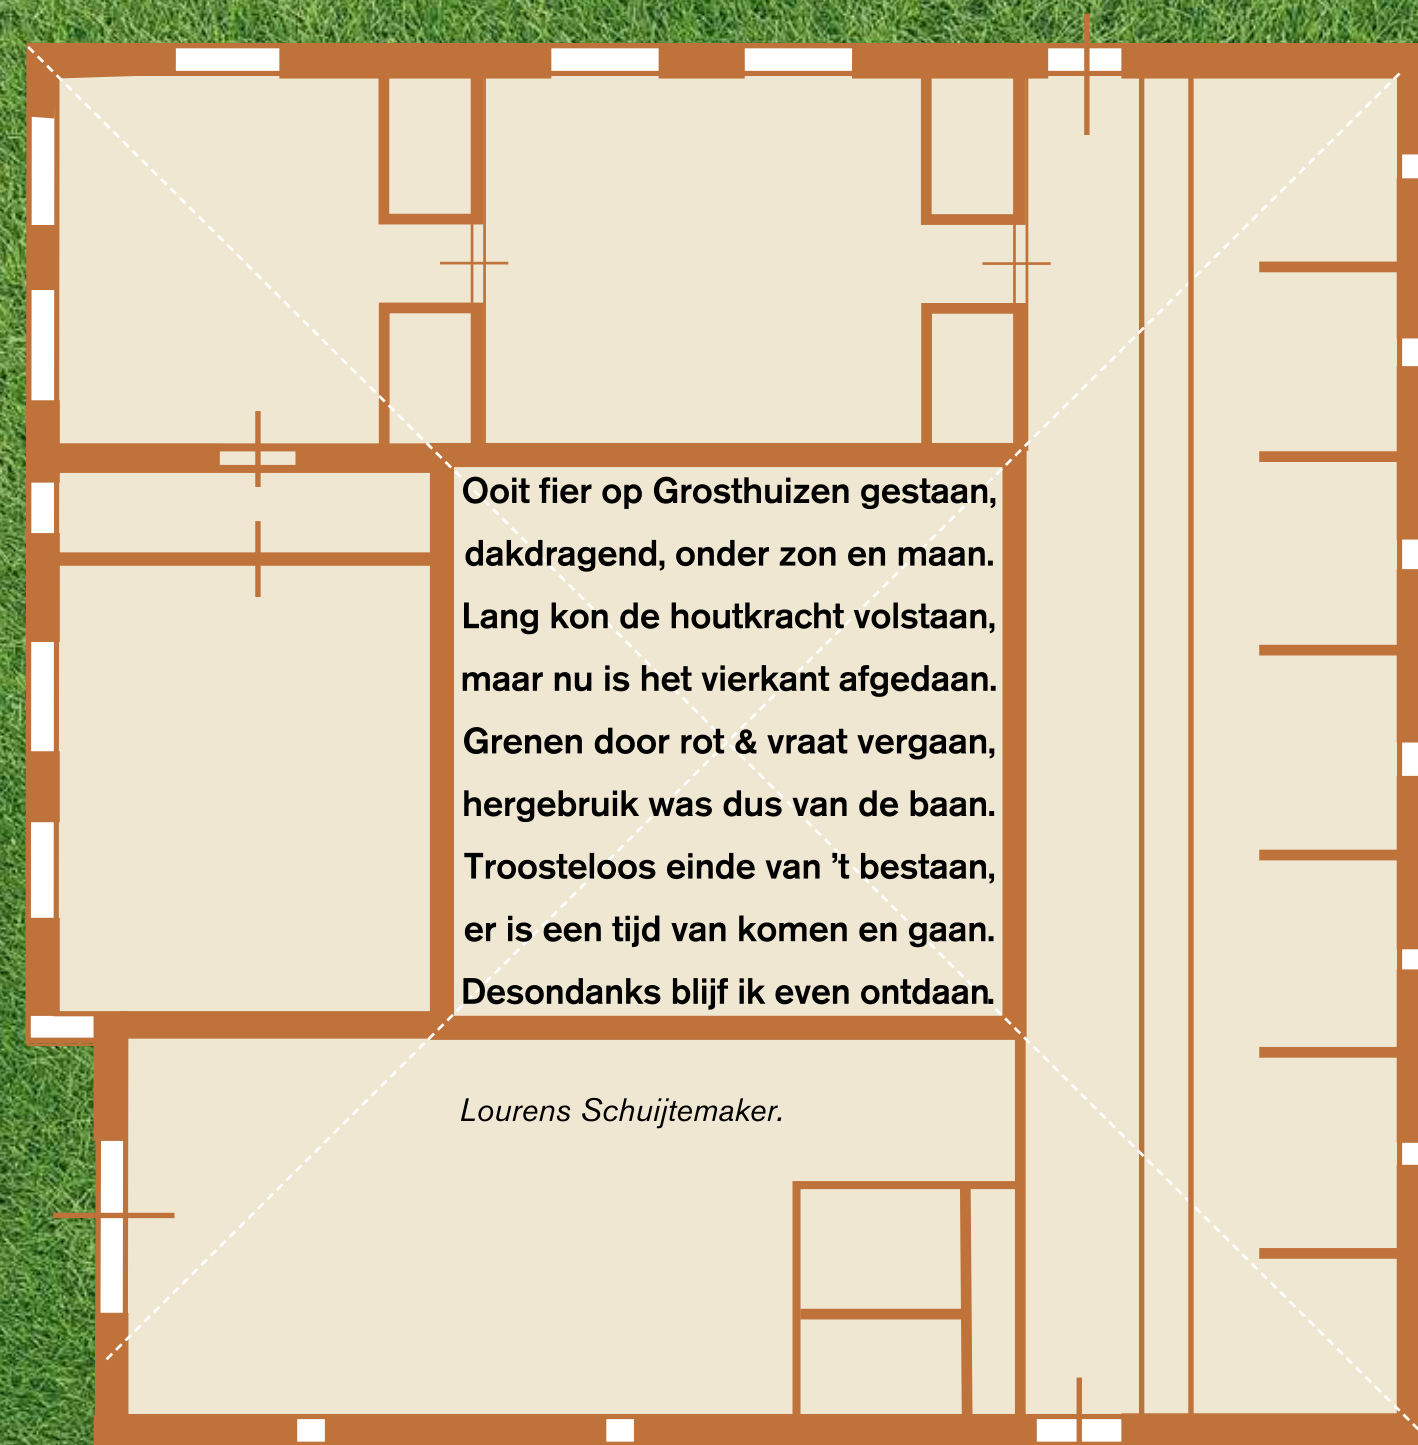 Ooit fier op Grosthuizen gestaan,
dakdragend, onder zon en maan.
Lang kon de houtkracht volstaan,
maar nu is het vierkant afgedaan.
Grenen door rot & vraat vergaan,
hergebruik was dus van de baan.
Troosteloos einde van ’t bestaan,
er is een tijd van komen en gaan.
Desondanks blijf ik even ontdaan.
Lourens Schuijtemaker.